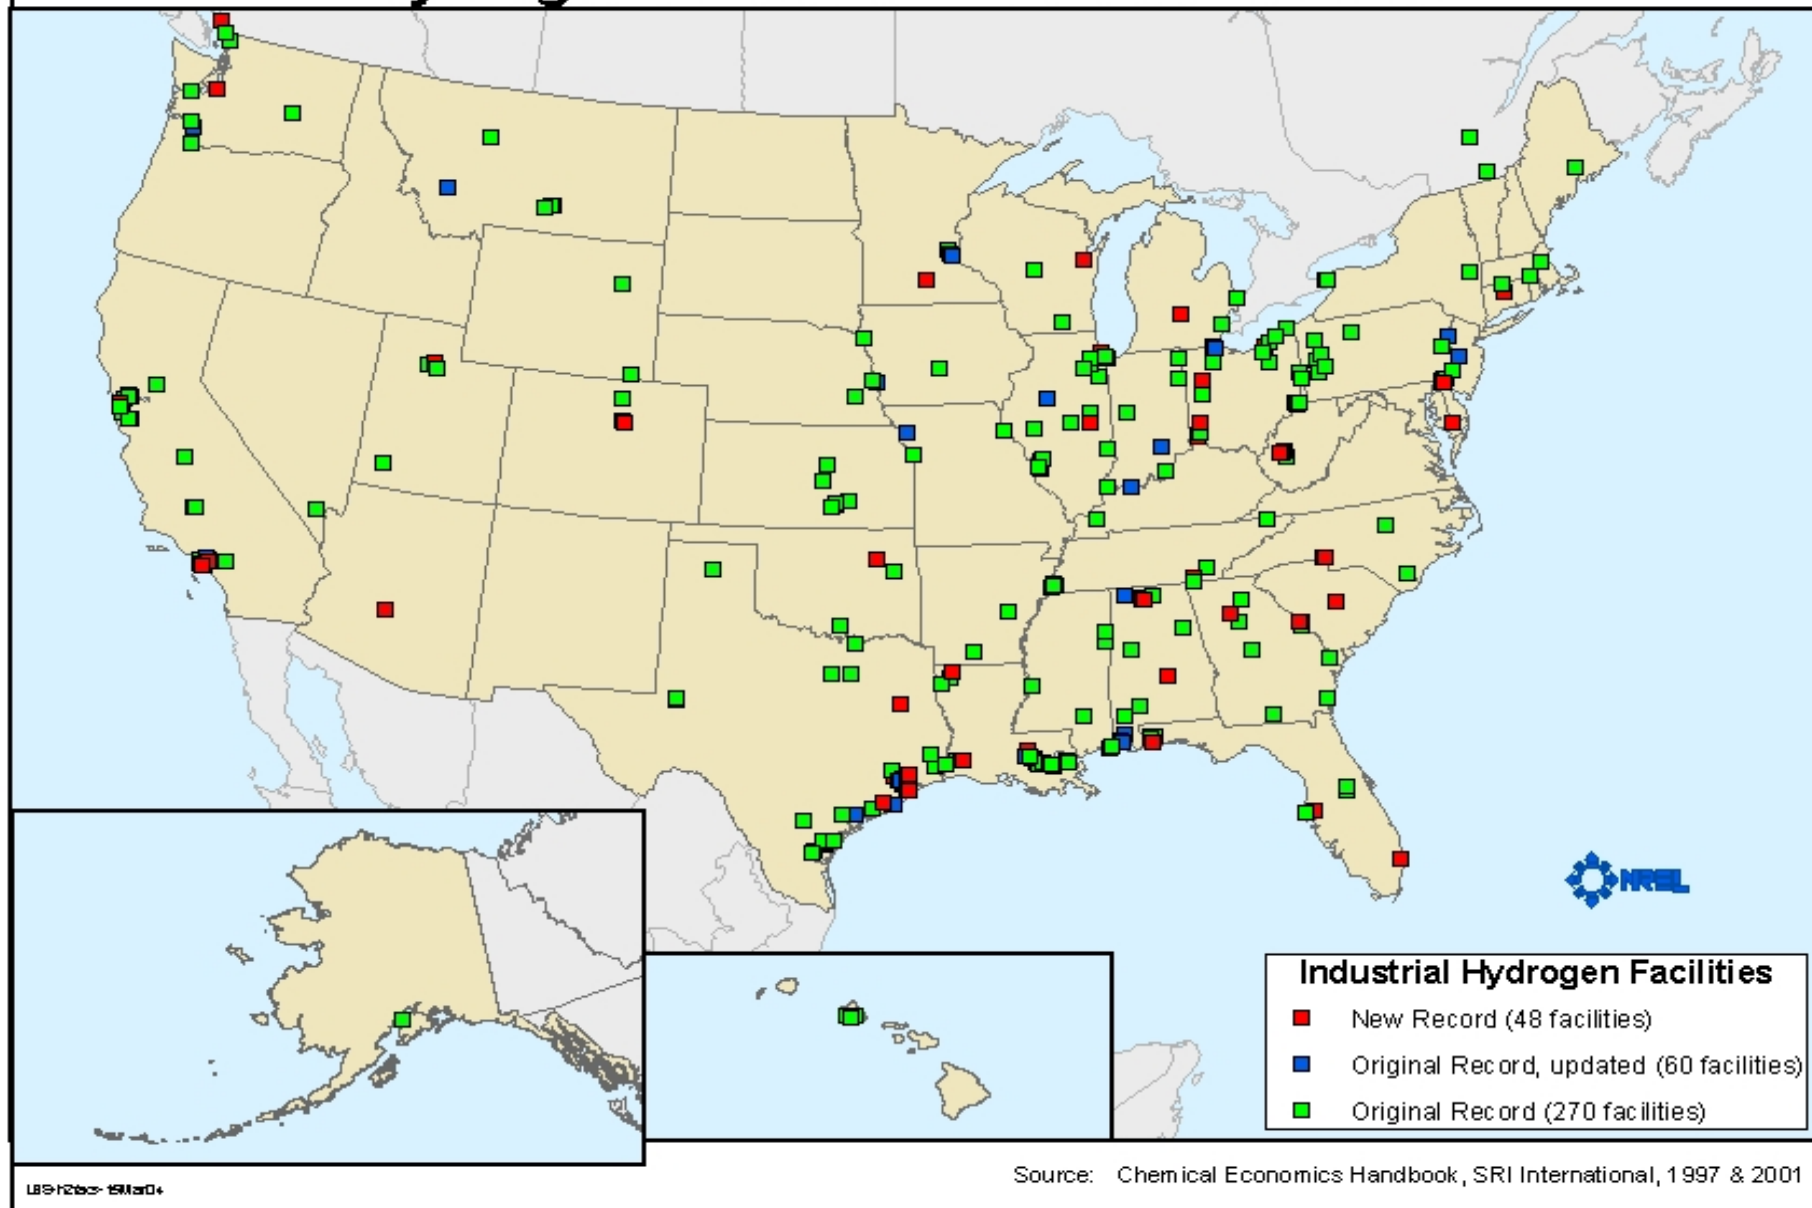 NREL
Industrial Hydrogen Facilities
New Record (48 facilities)
Original Record, updated (60 facilities)
Original Record (270 facilities)
Source: Chemical Economics Handbook, SRI International, 1997 & 2001